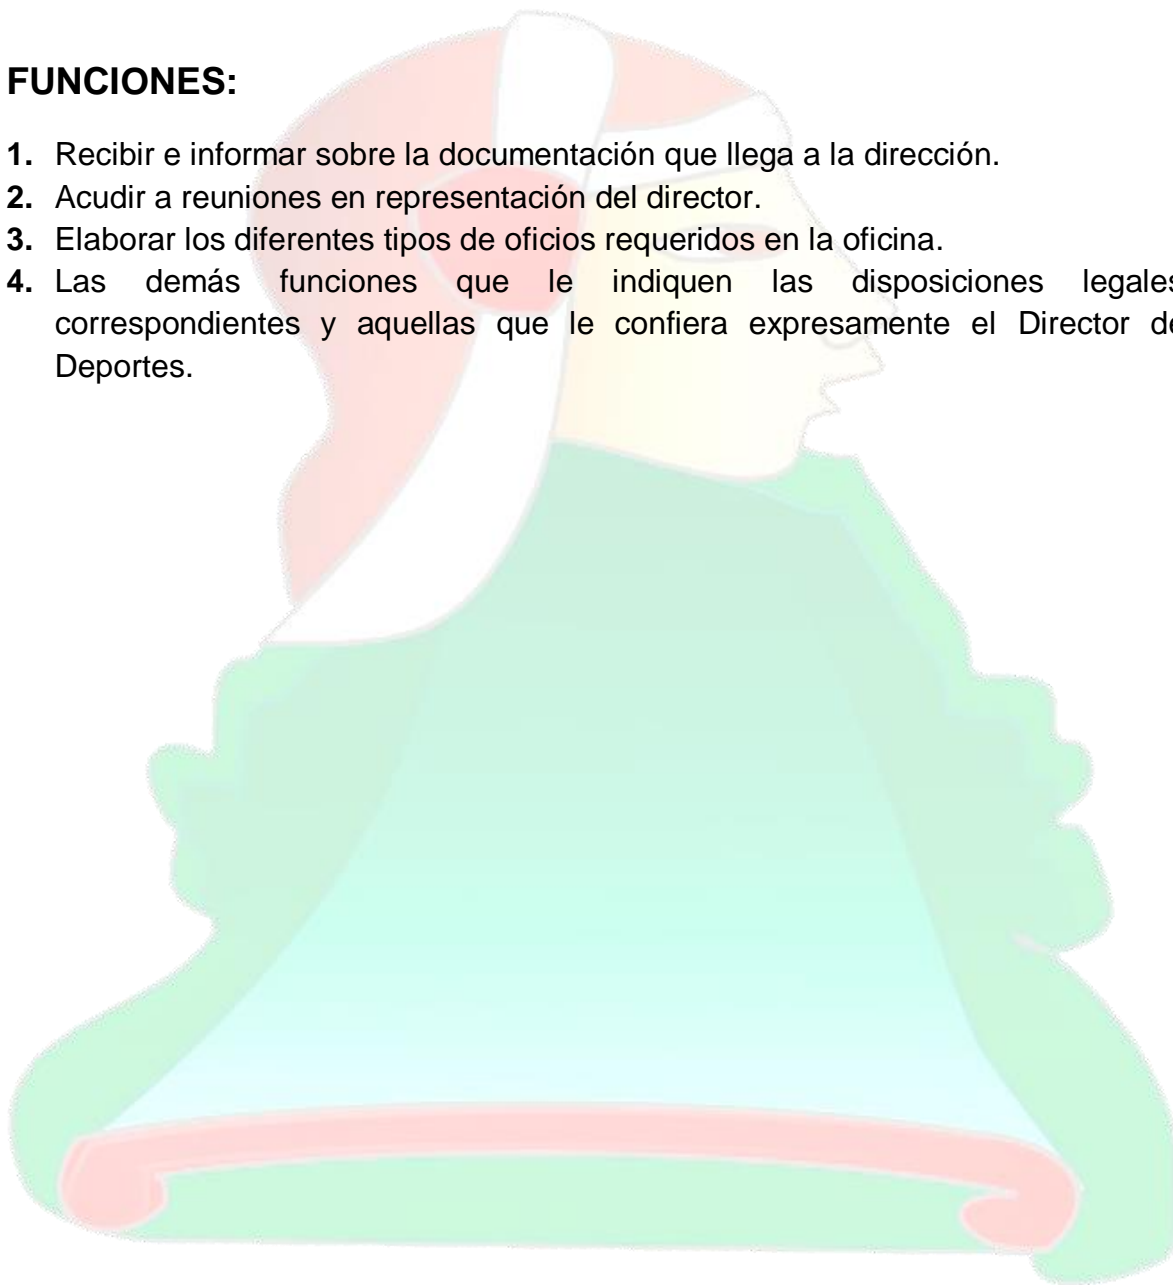 FUNCIONES:
1. Recibir e informar sobre la documentación que llega a la dirección.
2. Acudir a reuniones en representación del director.
3. Elaborar los diferentes tipos de oficios requeridos en la oficina.
4. Las demás funciones que le indiquen las disposiciones legales
correspondientes y aquellas que le confiera expresamente el Director de
Deportes.